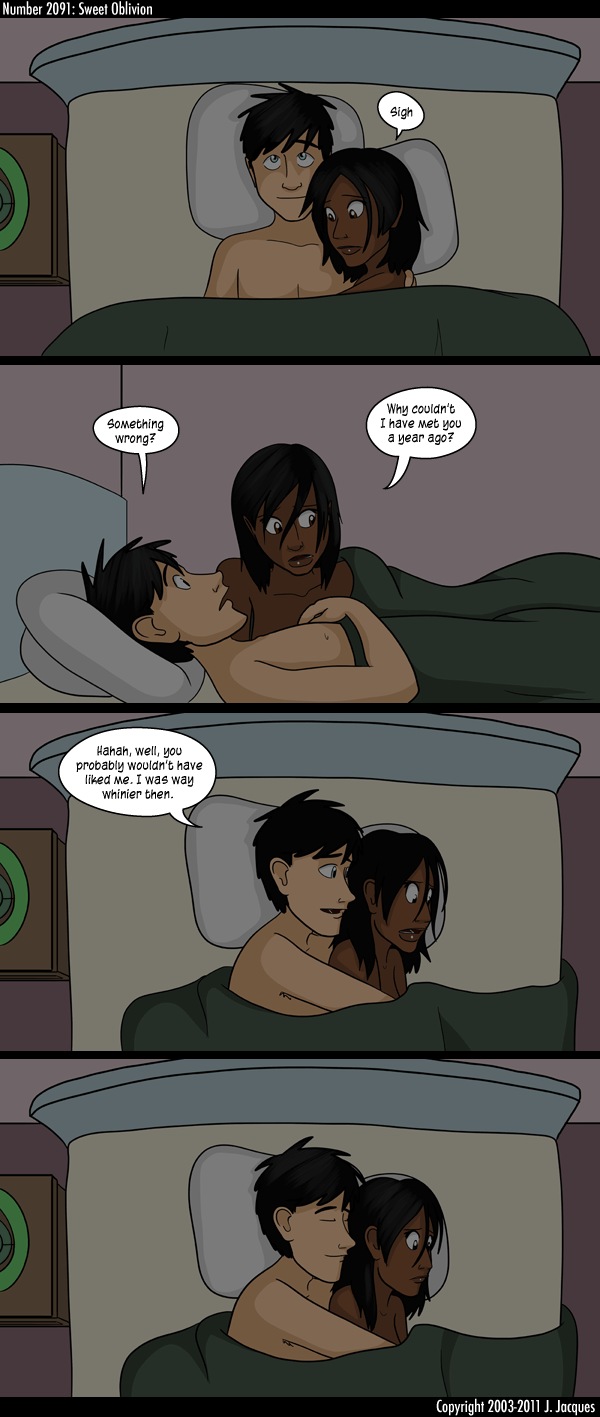 Number 2091: Sweet Oblivion
Sigh
Something
wrong?
Why couldn't
I have met you
a year ago?
Hahah, well, you
probably wouldn't have
liked me. I was way
whinier then.
Copyright 2003-2011 J. Jacques